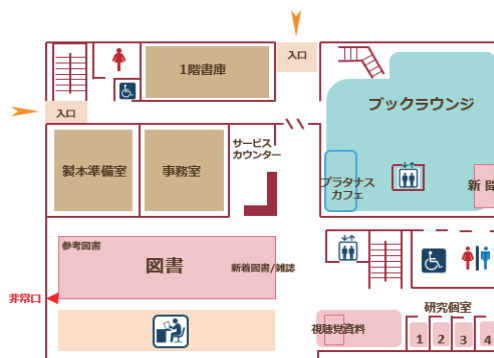 入口
1階書庫
ブックラウンジ
入口
サービス
カウンター
製本準備室
事務室
プラタナス
カフェ
新 聞
参考図書
図書
新着図書/雑誌
非常口
視聴党資料
研究個室
1
2
3
4